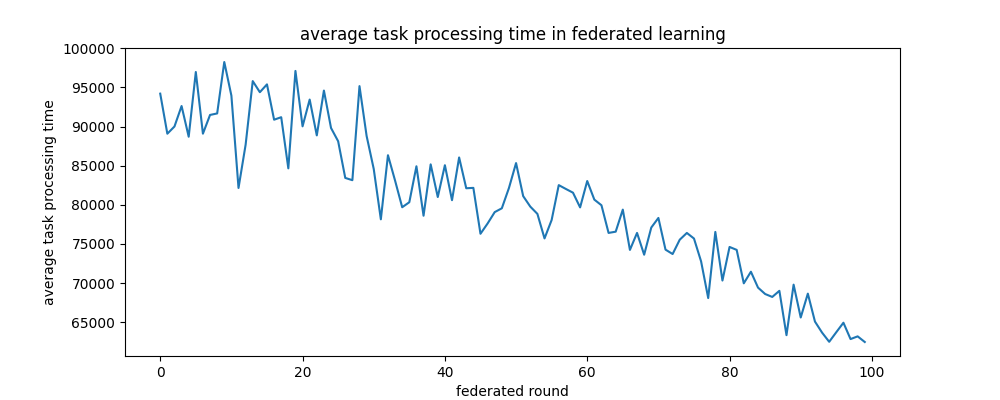 average task processing time in federated learning
average task processing time
100000
95000
90000
85000
80000
75000
70000
65000
0 20 40 60 80 100
federated round